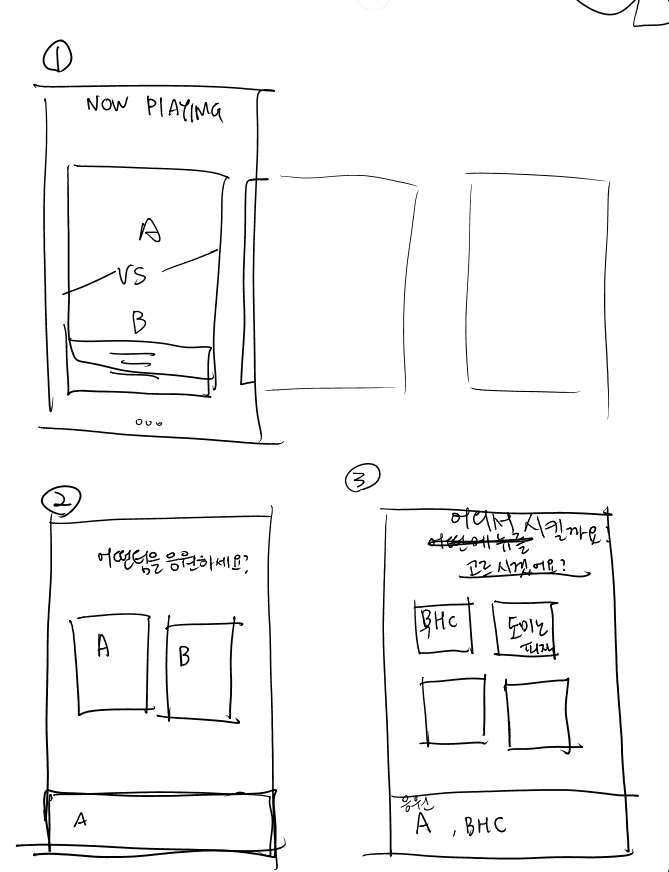 ①
NOW PLAYING
A
VS
B
②
어떤팀을 응원하세요?
A
B
A
③
어디서 시킬까요?
고르시겠어요?
BHC
도미노
피자
응원
A , BHC